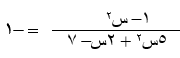 ١ − س٢
٥س٢ + ٢س − ٧ = −١